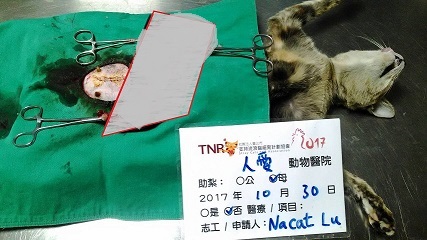 TNR
2017
人愛 動物醫院
助紮: ○公 ☑母
2017 年 10 月 30 日
○是 ☑否 醫療/項目:
志工/申請人: Nacat Lu